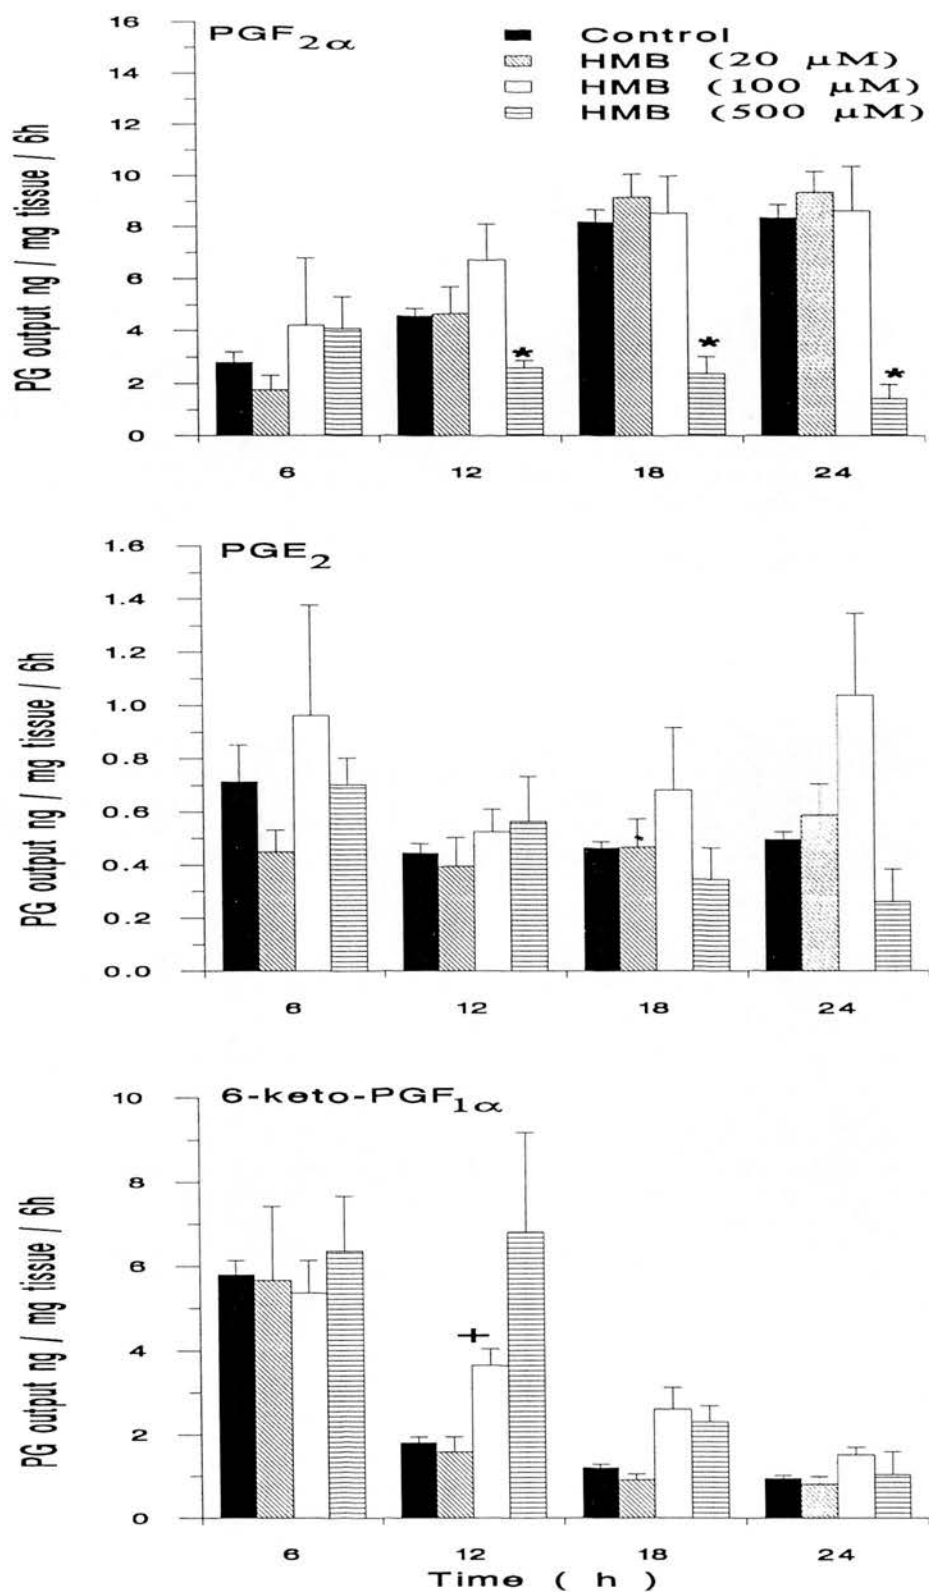 PGF2α
Control
HMB (20 μM)
HMB (100 μM)
HMB (500 μM)
PG output ng / mg tissue / 6h
16
14
12
10
8
6
4
2
0
*
*
*
6 12 18 24
PGE2
PG output ng / mg tissue / 6h
1.6
1.4
1.2
1.0
0.8
0.6
0.4
0.2
0.0
6 12 18 24
6-keto-PGF1α
PG output ng / mg tissue / 6h
10
8
6
4
2
0
+
6 12 18 24
Time ( h )